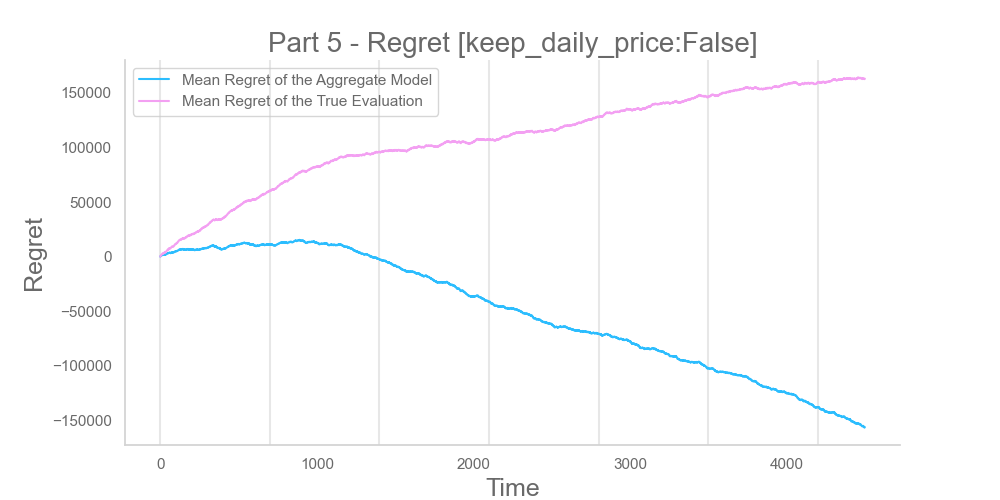 Part 5 - Regret [keep_daily_price:False]
Mean Regret of the Aggregate Model
Mean Regret of the True Evaluation
150000
100000
50000
0
−50000
−100000
−150000
Regret
0 1000 2000 3000 4000
Time